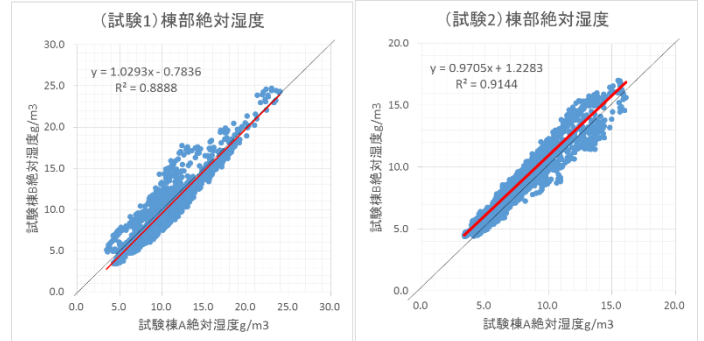 (試験1)棟部絶対湿度
30.0
25.0
20.0
15.0
10.0
5.0
0.0
y = 1.0293x - 0.7836
R² = 0.8888
試験棟B絶対湿度g/m3
0.0 5.0 10.0 15.0 20.0 25.0 30.0
試験棟A絶対湿度g/m3
(試験2)棟部絶対湿度
20.0
15.0
10.0
5.0
0.0
y = 0.9705x + 1.2283
R² = 0.9144
試験棟B絶対湿度g/m3
0.0 5.0 10.0 15.0 20.0
試験棟A絶対湿度g/m3